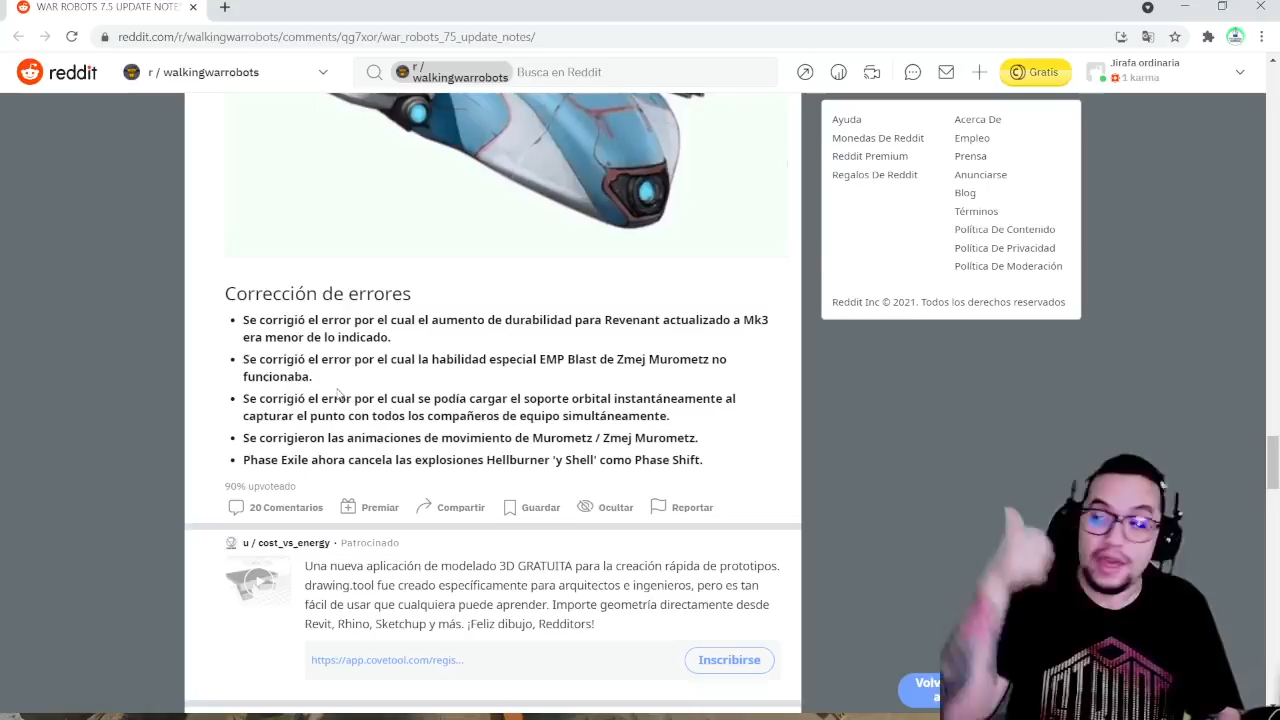 WAR ROBOTS 7.5 UPDATE NOTE
reddit.com/r/walkingwarrobots/comments/qg7xor/war_robots_75_update_notes/
reddit
r / walkingwarrobots
r /
walkingwarrobots
Busca en Reddit
Gratis
Jirafa ordinaria
1 karma
Ayuda
Acerca De
Monedas De Reddit
Empleo
Reddit Premium
Prensa
Regalos De Reddit
Anunciarse
Blog
Términos
Política De Contenido
Política De Privacidad
Política De Moderación
Reddit Inc © 2021. Todos los derechos reservados
Corrección de errores
• Se corrigió el error por el cual el aumento de durabilidad para Revenant actualizado a Mk3
era menor de lo indicado.
• Se corrigió el error por el cual la habilidad especial EMP Blast de Zmej Murometz no
funcionaba.
• Se corrigió el error por el cual se podía cargar el soporte orbital instantáneamente al
capturar el punto con todos los compañeros de equipo simultáneamente.
• Se corrigieron las animaciones de movimiento de Murometz / Zmej Murometz.
• Phase Exile ahora cancela las explosiones Hellburner 'y Shell' como Phase Shift.
90% upvoteado
20 Comentarios
Premiar
Compartir
Guardar
Ocultar
Reportar
u / cost_vs_energy · Patrocinado
Una nueva aplicación de modelado 3D GRATUITA para la creación rápida de prototipos.
drawing.tool fue creado específicamente para arquitectos e ingenieros, pero es tan
fácil de usar que cualquiera puede aprender. Importe geometría directamente desde
Revit, Rhino, Sketchup y más. ¡Feliz dibujo, Redditors!
https://app.covetool.com/regis...
Inscribirse
Volv
a